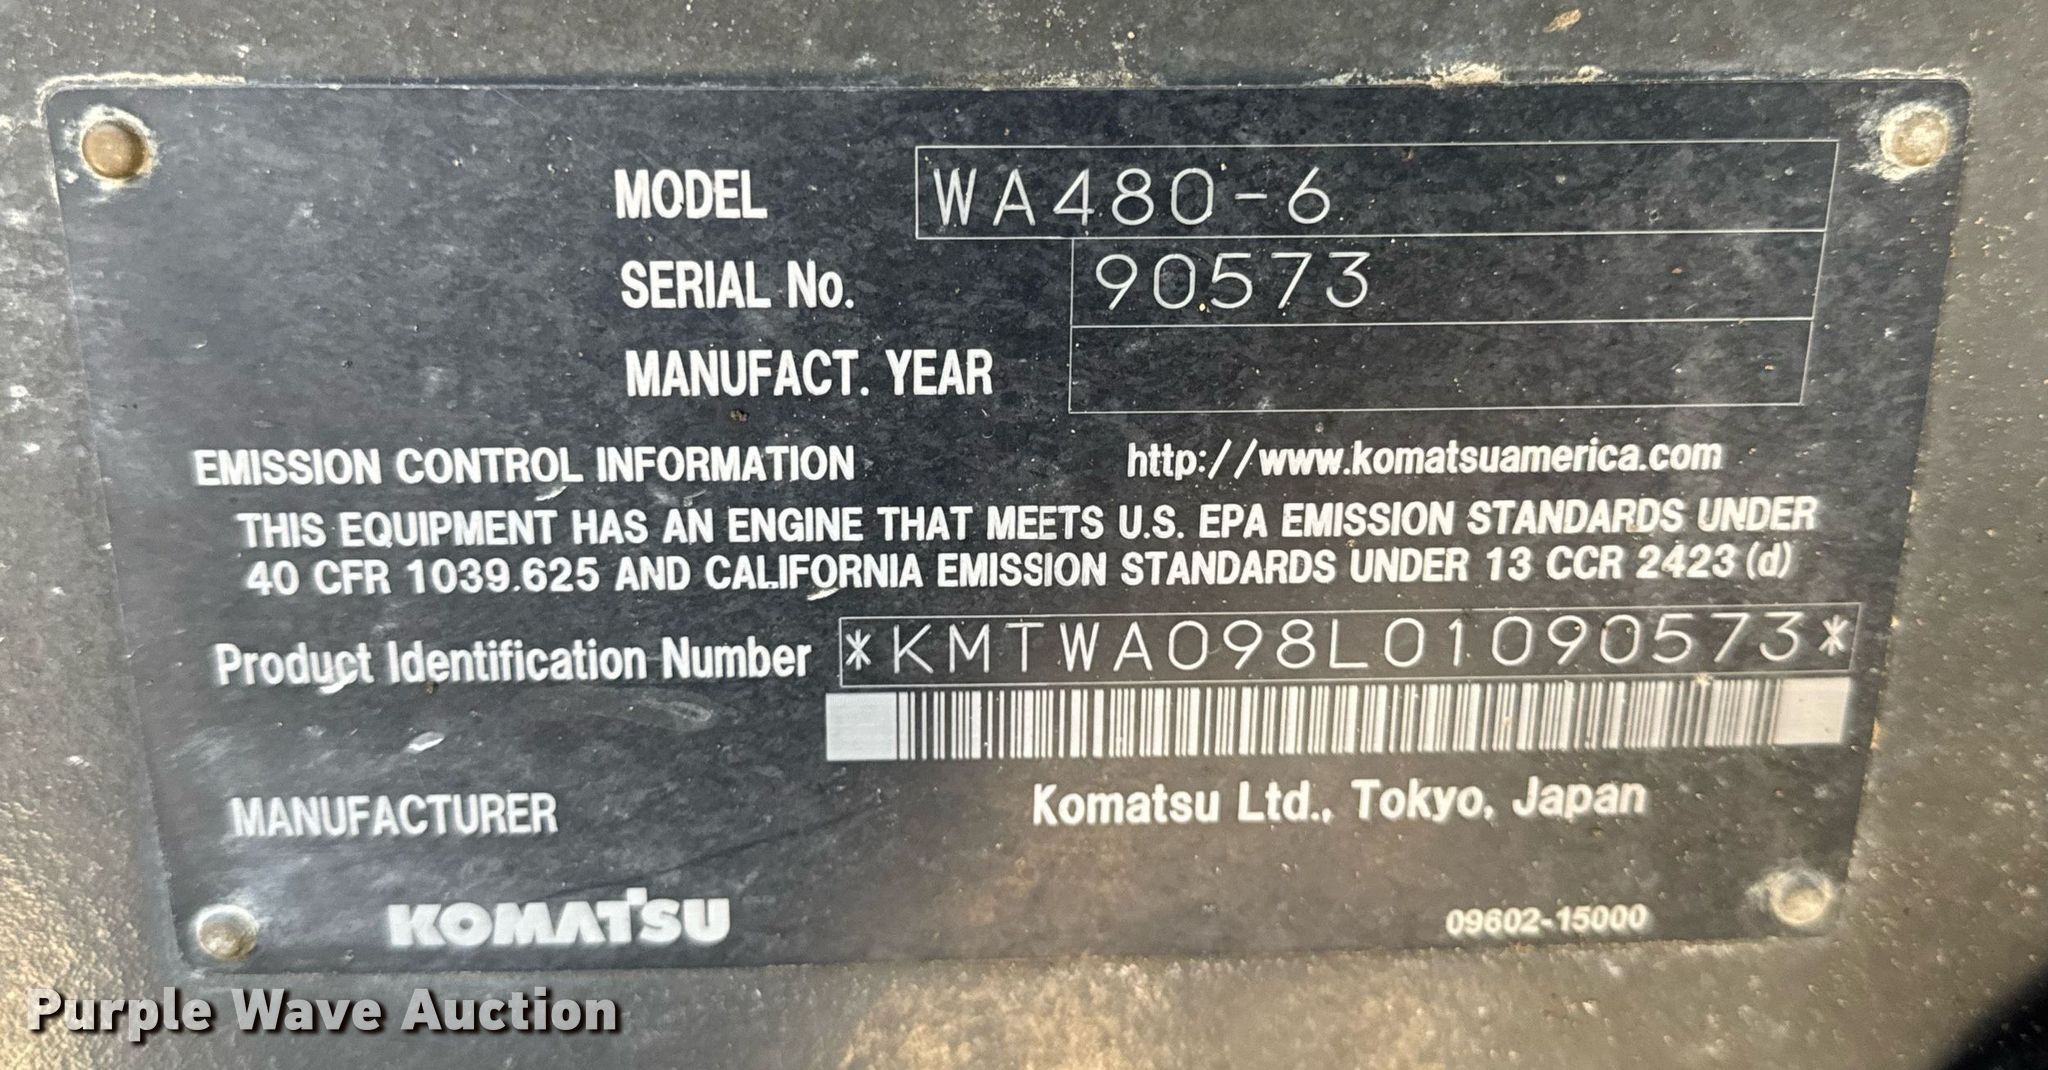 MODEL WA480-6
SERIAL No. 90573
MANUFACT. YEAR
EMISSION CONTROL INFORMATION http://www.komatsuamerica.com
THIS EQUIPMENT HAS AN ENGINE THAT MEETS U.S. EPA EMISSION STANDARDS UNDER
40 CFR 1039.625 AND CALIFORNIA EMISSION STANDARDS UNDER 13 CCR 2423 (d)
Product Identification Number *KMTWA098L01090573*
MANUFACTURER Komatsu Ltd., Tokyo, Japan
KOMATSU 09602-15000
Purple Wave Auction